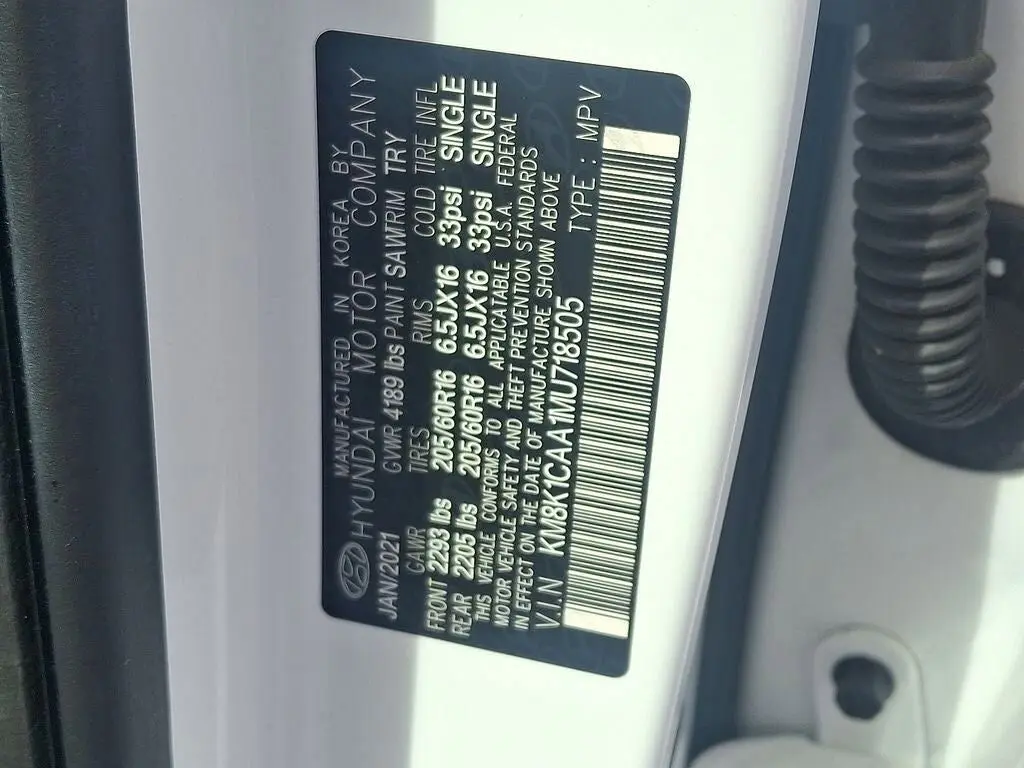 MANUFACTURED IN KOREA BY
HYUNDAI MOTOR COMPANY
JAN/2021 GVWR 4189 lbs PAINT SAWTRIM TRY
GAWR TIRES RIMS COLD TIRE INFL
FRONT 2293 lbs 205/60R16 6.5JX16 33psi SINGLE
REAR 2205 lbs 205/60R16 6.5JX16 33psi SINGLE
THIS VEHICLE CONFORMS TO ALL APPLICABLE U.S.A. FEDERAL
MOTOR VEHICLE SAFETY AND THEFT PREVENTION STANDARDS
IN EFFECT ON THE DATE OF MANUFACTURE SHOWN ABOVE
VIN KM8K1CAA1MU718505 TYPE : MPV